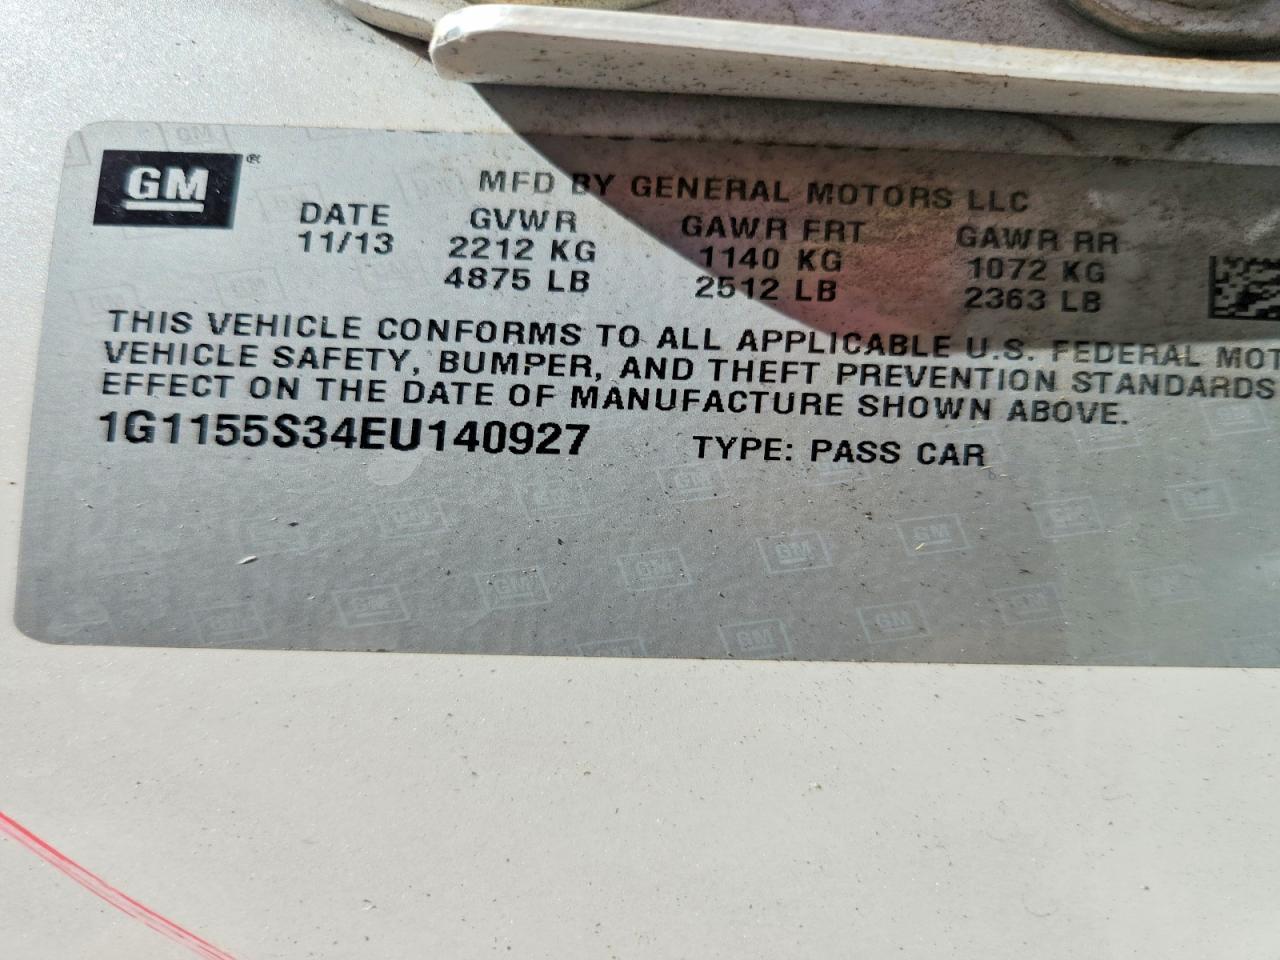 GM®
MFD BY GENERAL MOTORS LLC
DATE GVWR GAWR FRT GAWR RR
11/13 2212 KG 1140 KG 1072 KG
4875 LB 2512 LB 2363 LB
THIS VEHICLE CONFORMS TO ALL APPLICABLE U.S. FEDERAL MOT
VEHICLE SAFETY, BUMPER, AND THEFT PREVENTION STANDARDS
EFFECT ON THE DATE OF MANUFACTURE SHOWN ABOVE.
1G1155S34EU140927 TYPE: PASS CAR